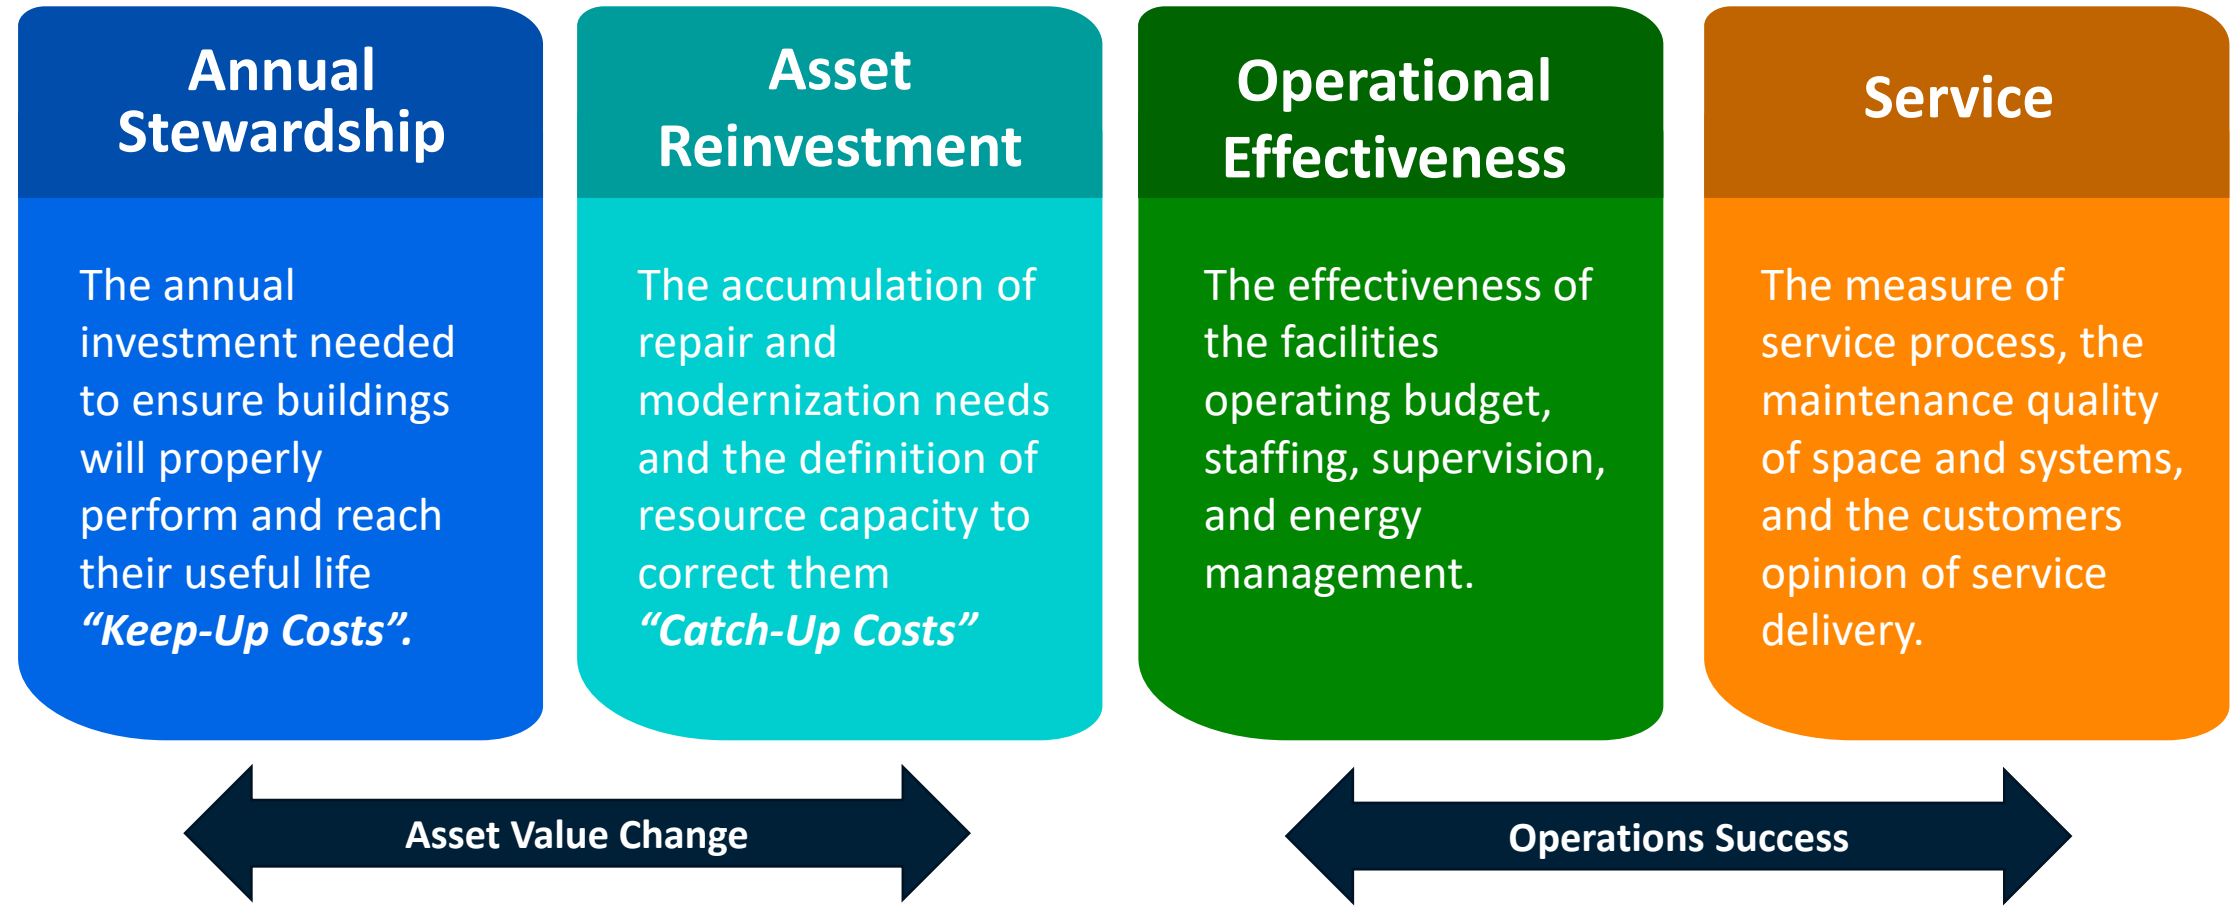 Annual
Stewardship
The annual
investment needed
to ensure buildings
will properly
perform and reach
their useful life
“Keep-Up Costs”.
Asset
Reinvestment
The accumulation of
repair and
modernization needs
and the definition of
resource capacity to
correct them
“Catch-Up Costs”
Operational
Effectiveness
The effectiveness of
the facilities
operating budget,
staffing, supervision,
and energy
management.
Service
The measure of
service process, the
maintenance quality
of space and systems,
and the customers
opinion of service
delivery.
Asset Value Change
Operations Success